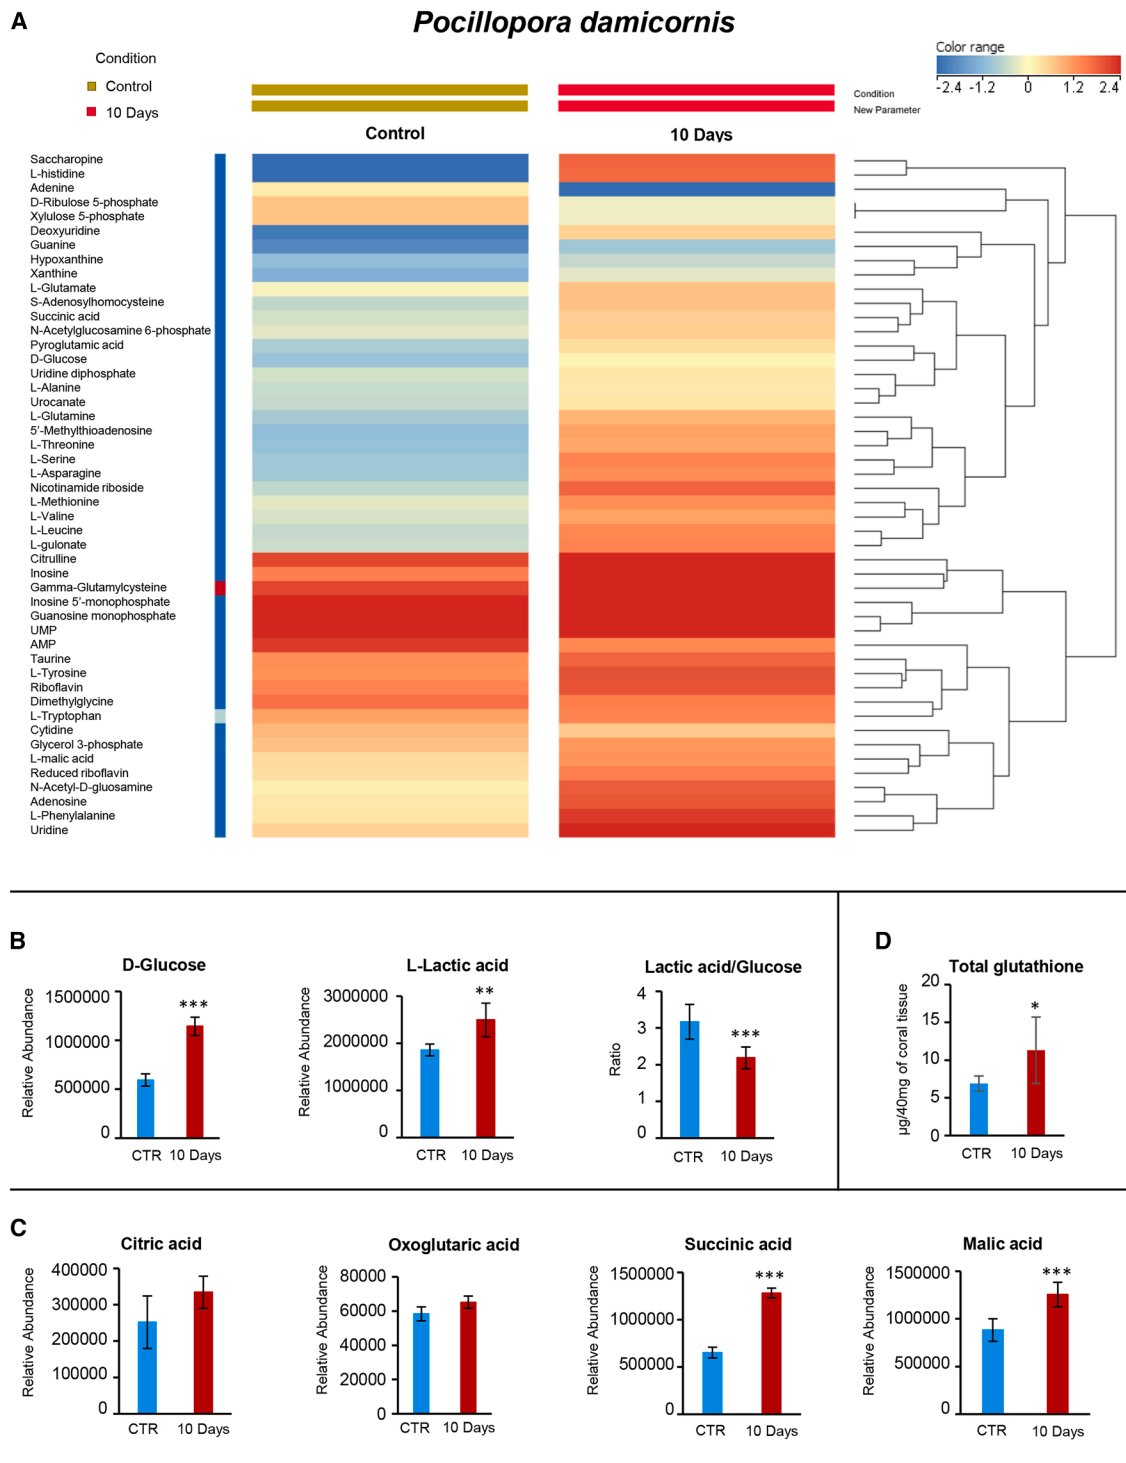 A
Pocillopora damicornis
Condition
Control
10 Days
Color range
-2.4 -1.2 0 1.2 2.4
Condition
New Parameter
Control
10 Days
Saccharopine
L-histidine
Adenine
D-Ribulose 5-phosphate
Xylulose 5-phosphate
Deoxyuridine
Guanine
Hypoxanthine
Xanthine
L-Glutamate
S-Adenosylhomocysteine
Succinic acid
N-Acetylglucosamine 6-phosphate
Pyroglutamic acid
D-Glucose
Uridine diphosphate
L-Alanine
Urocanate
L-Glutamine
5'-Methylthioadenosine
L-Threonine
L-Serine
L-Asparagine
Nicotinamide riboside
L-Methionine
L-Valine
L-Leucine
L-gulonate
Citrulline
Inosine
Gamma-Glutamylcysteine
Inosine 5'-monophosphate
Guanosine monophosphate
UMP
AMP
Taurine
L-Tyrosine
Riboflavin
Dimethylglycine
L-Tryptophan
Cytidine
Glycerol 3-phosphate
L-malic acid
Reduced riboflavin
N-Acetyl-D-gluosamine
Adenosine
L-Phenylalanine
Uridine
B
D-Glucose
Relative Abundance
1500000
1000000
500000
0
***
CTR 10 Days
L-Lactic acid
Relative Abundance
3000000
2000000
1000000
0
**
CTR 10 Days
Lactic acid/Glucose
Ratio
4
3
2
1
0
***
CTR 10 Days
D
Total glutathione
µg/40mg of coral tissue
20
15
10
5
0
*
CTR 10 Days
C
Citric acid
Relative Abundance
400000
300000
200000
100000
0
CTR 10 Days
Oxoglutaric acid
Relative Abundance
80000
60000
40000
20000
0
CTR 10 Days
Succinic acid
Relative Abundance
1500000
1000000
500000
0
***
CTR 10 Days
Malic acid
Relative Abundance
1500000
1000000
500000
0
***
CTR 10 Days